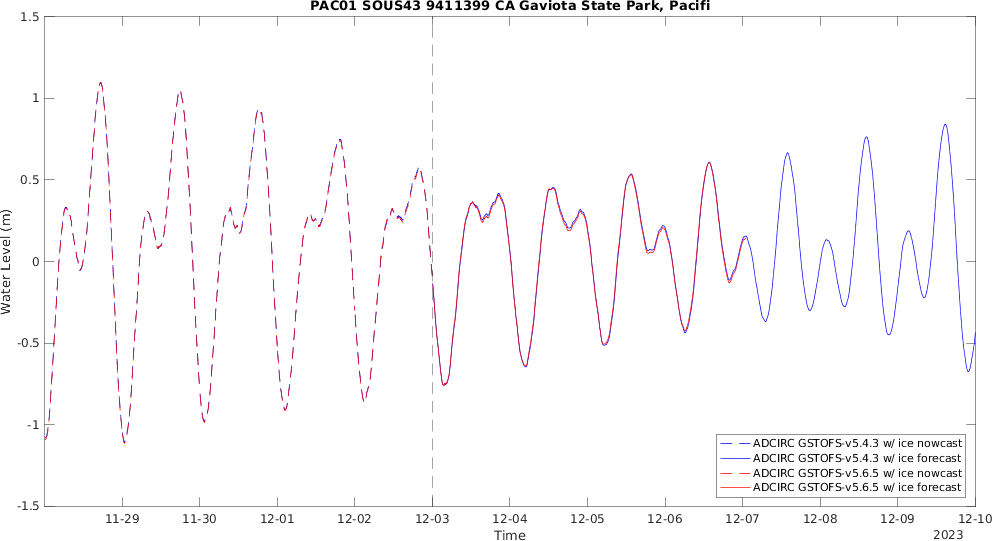 PAC01 SOUS43 9411399 CA Gaviota State Park, Pacifi
1.5
1
0.5
0
-0.5
-1
-1.5
Water Level (m)
11-29 11-30 12-01 12-02 12-03 12-04 12-05 12-06 12-07 12-08 12-09 12-10
Time
2023
ADCIRC GSTOFS-v5.4.3 w/ ice nowcast
ADCIRC GSTOFS-v5.4.3 w/ ice forecast
ADCIRC GSTOFS-v5.6.5 w/ ice nowcast
ADCIRC GSTOFS-v5.6.5 w/ ice forecast